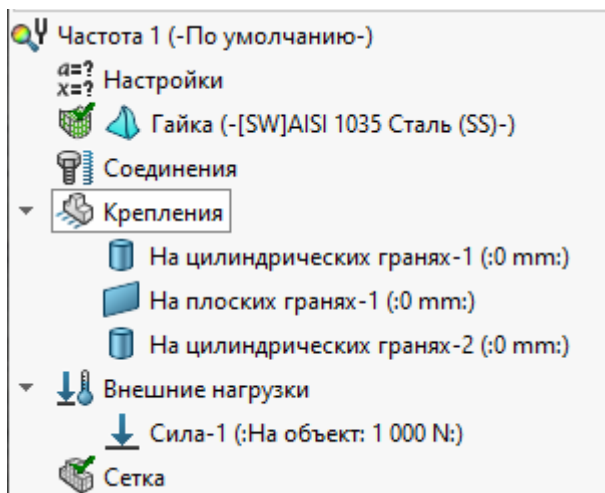 Частота 1 (-По умолчанию-)
a=?
x=?
Настройки
Гайка (-[SW]AISI 1035 Сталь (SS)-)
Соединения
Крепления
На цилиндрических гранях-1 (:0 mm:)
На плоских гранях-1 (:0 mm:)
На цилиндрических гранях-2 (:0 mm:)
Внешние нагрузки
Сила-1 (:На объект: 1 000 N:)
Сетка